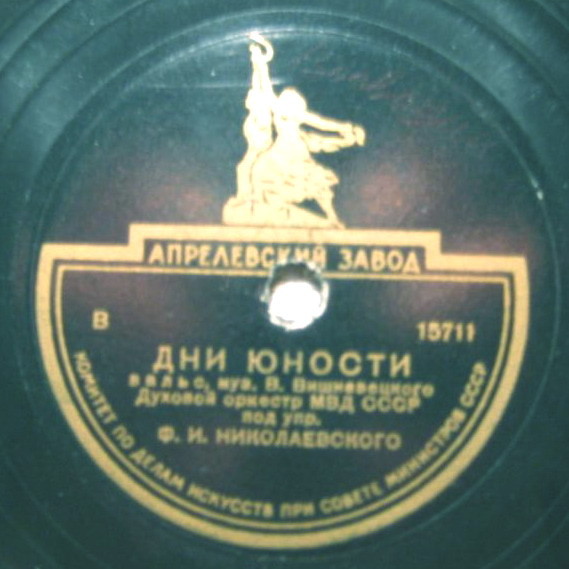 АПРЕЛЕВСКИЙ ЗАВОД
В 15711
ДНИ ЮНОСТИ
вальс, муз. В. Вишневецкого
Духовой оркестр МВД СССР
под упр.
Ф. И. НИКОЛАЕВСКОГО
КОМИТЕТ ПО ДЕЛАМ ИСКУССТВ ПРИ СОВЕТЕ МИНИСТРОВ СССР